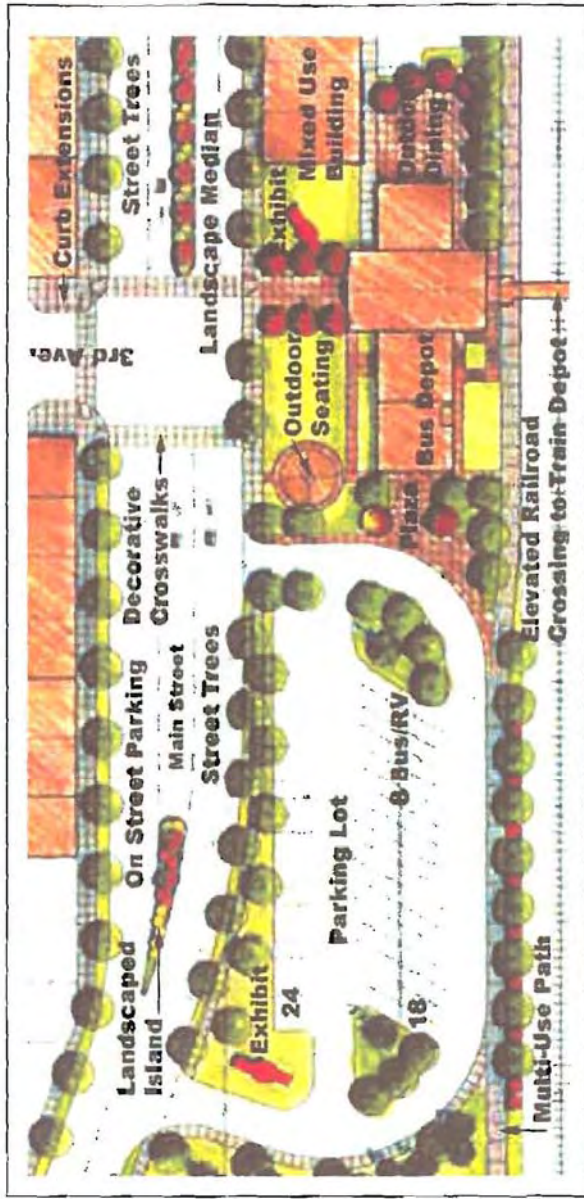 Curb Extensions
Street Trees
3rd Ave.
Landscape Median
On Street Parking
Decorative
Crosswalks
Main Street
Street Trees
Landscaped
Island
Exhibit
24
Parking Lot
8 Bus/RV
18
Outdoor
Seating
Exhibit
Mixed Use
Building
Outdoor
Dining
Bus Depot
Plaza
Elevated Railroad
Crossing to Train Depot
Multi-Use Path